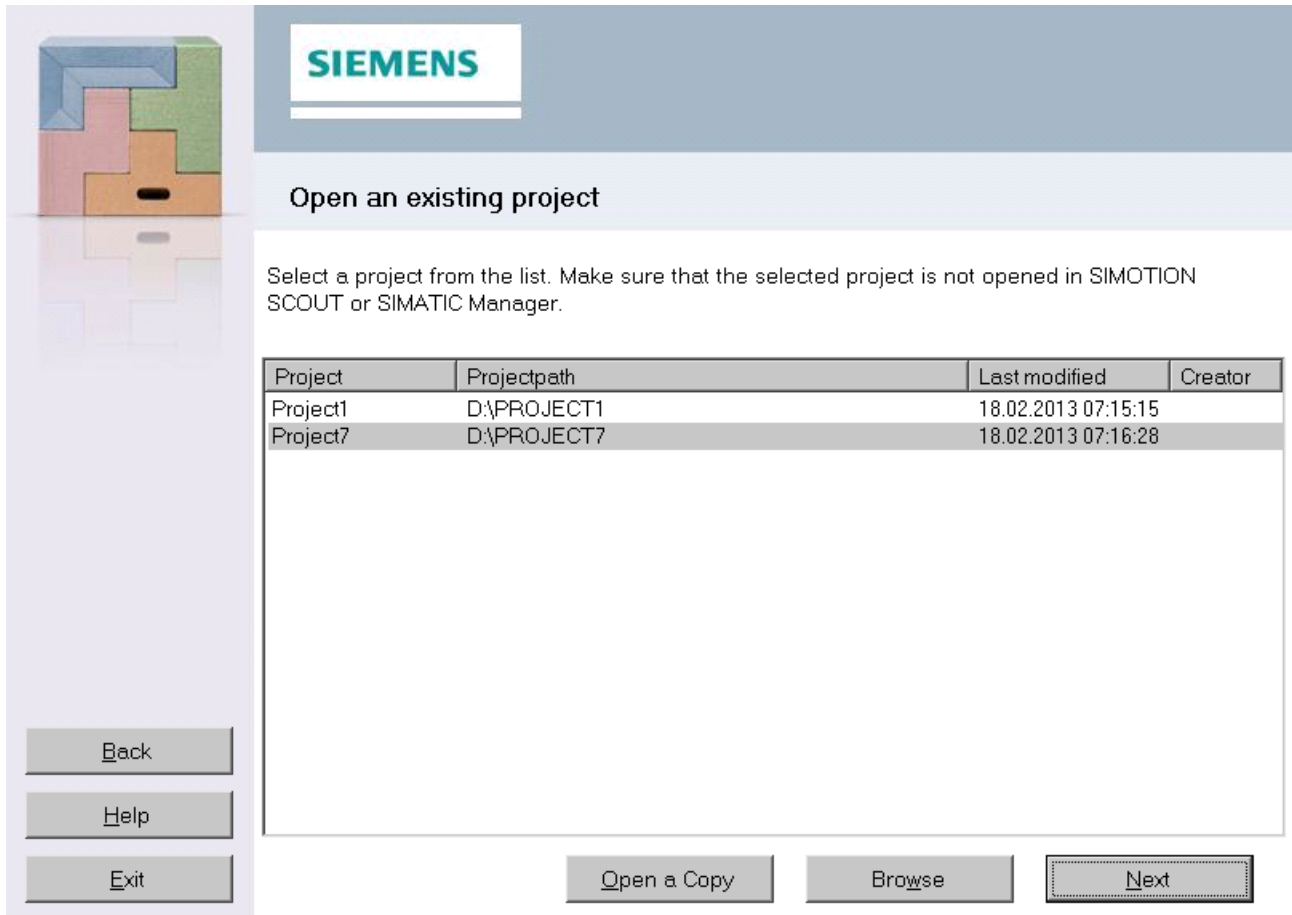 SIEMENS
Open an existing project
Select a project from the list. Make sure that the selected project is not opened in SIMOTION
SCOUT or SIMATIC Manager.
Project Projectpath Last modified Creator
Project1 D:\PROJECT1 18.02.2013 07:15:15
Project7 D:\PROJECT7 18.02.2013 07:16:28
Back
Help
Exit Open a Copy Browse Next